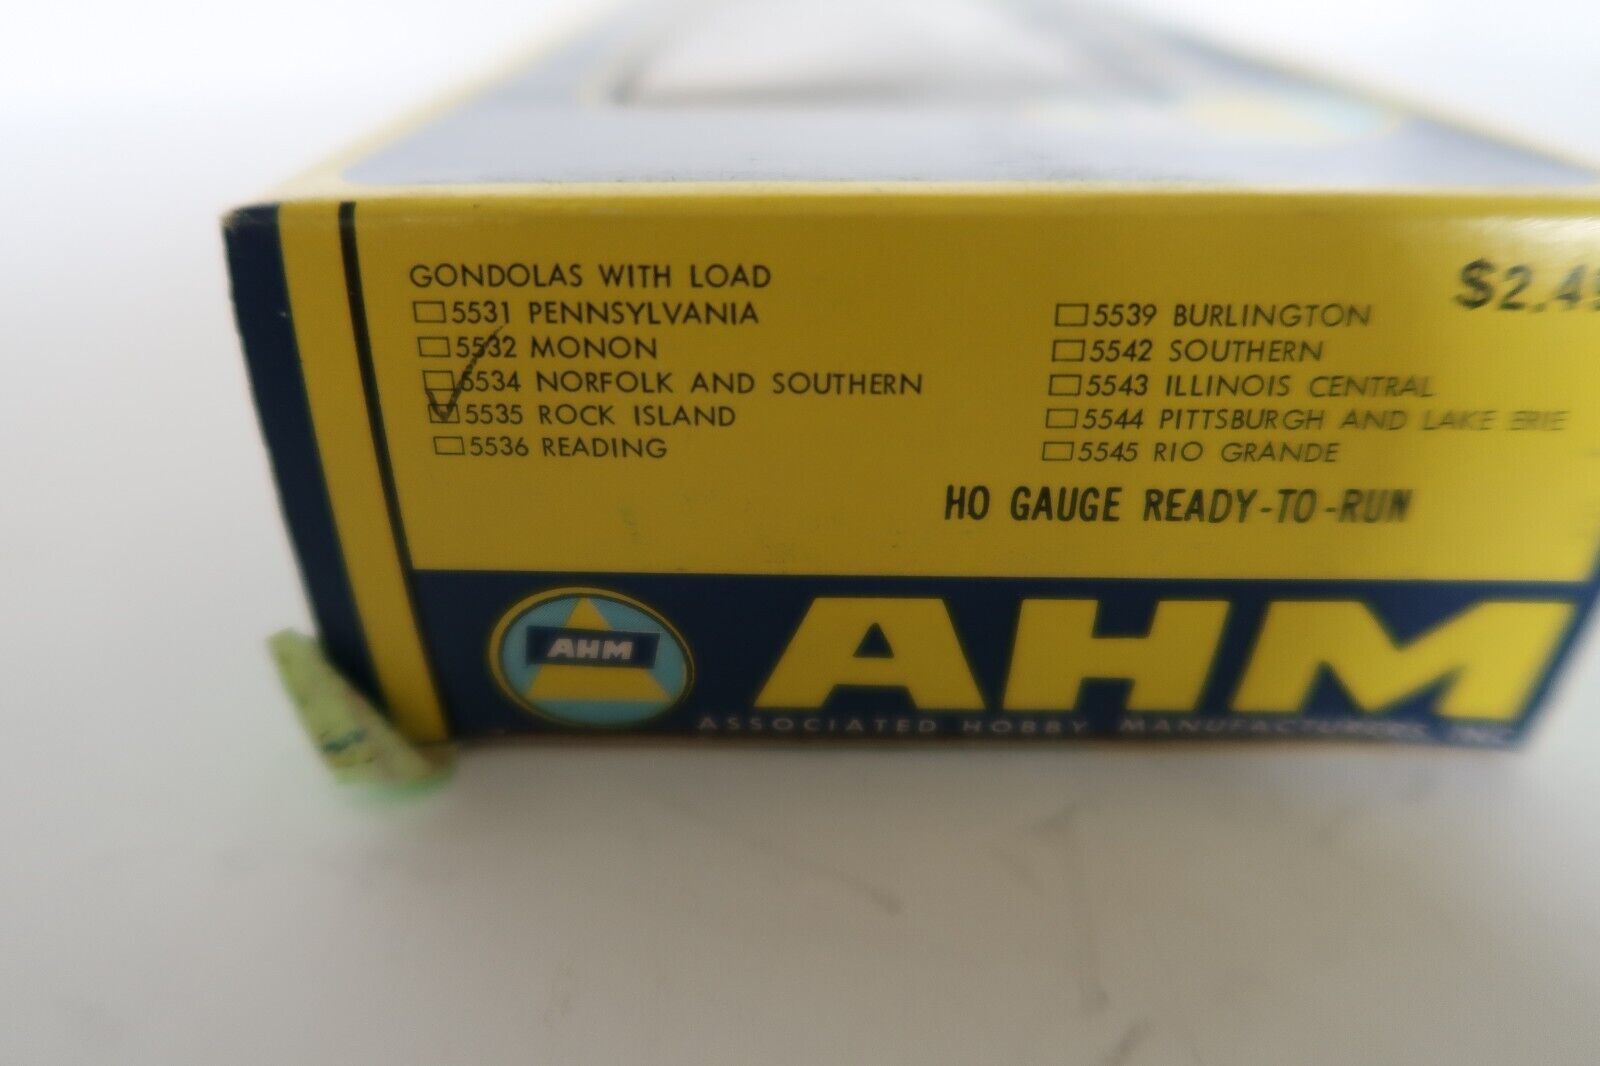 GONDOLAS WITH LOAD
☐ 5531 PENNSYLVANIA
☐ 5532 MONON
☐ 5534 NORFOLK AND SOUTHERN
☑ 5535 ROCK ISLAND
☐ 5536 READING
$2.49
☐ 5539 BURLINGTON
☐ 5542 SOUTHERN
☐ 5543 ILLINOIS CENTRAL
☐ 5544 PITTSBURGH AND LAKE ERIE
☐ 5545 RIO GRANDE
HO GAUGE READY-TO-RUN
AHM
AHM
ASSOCIATED HOBBY MANUFACTURERS, INC.